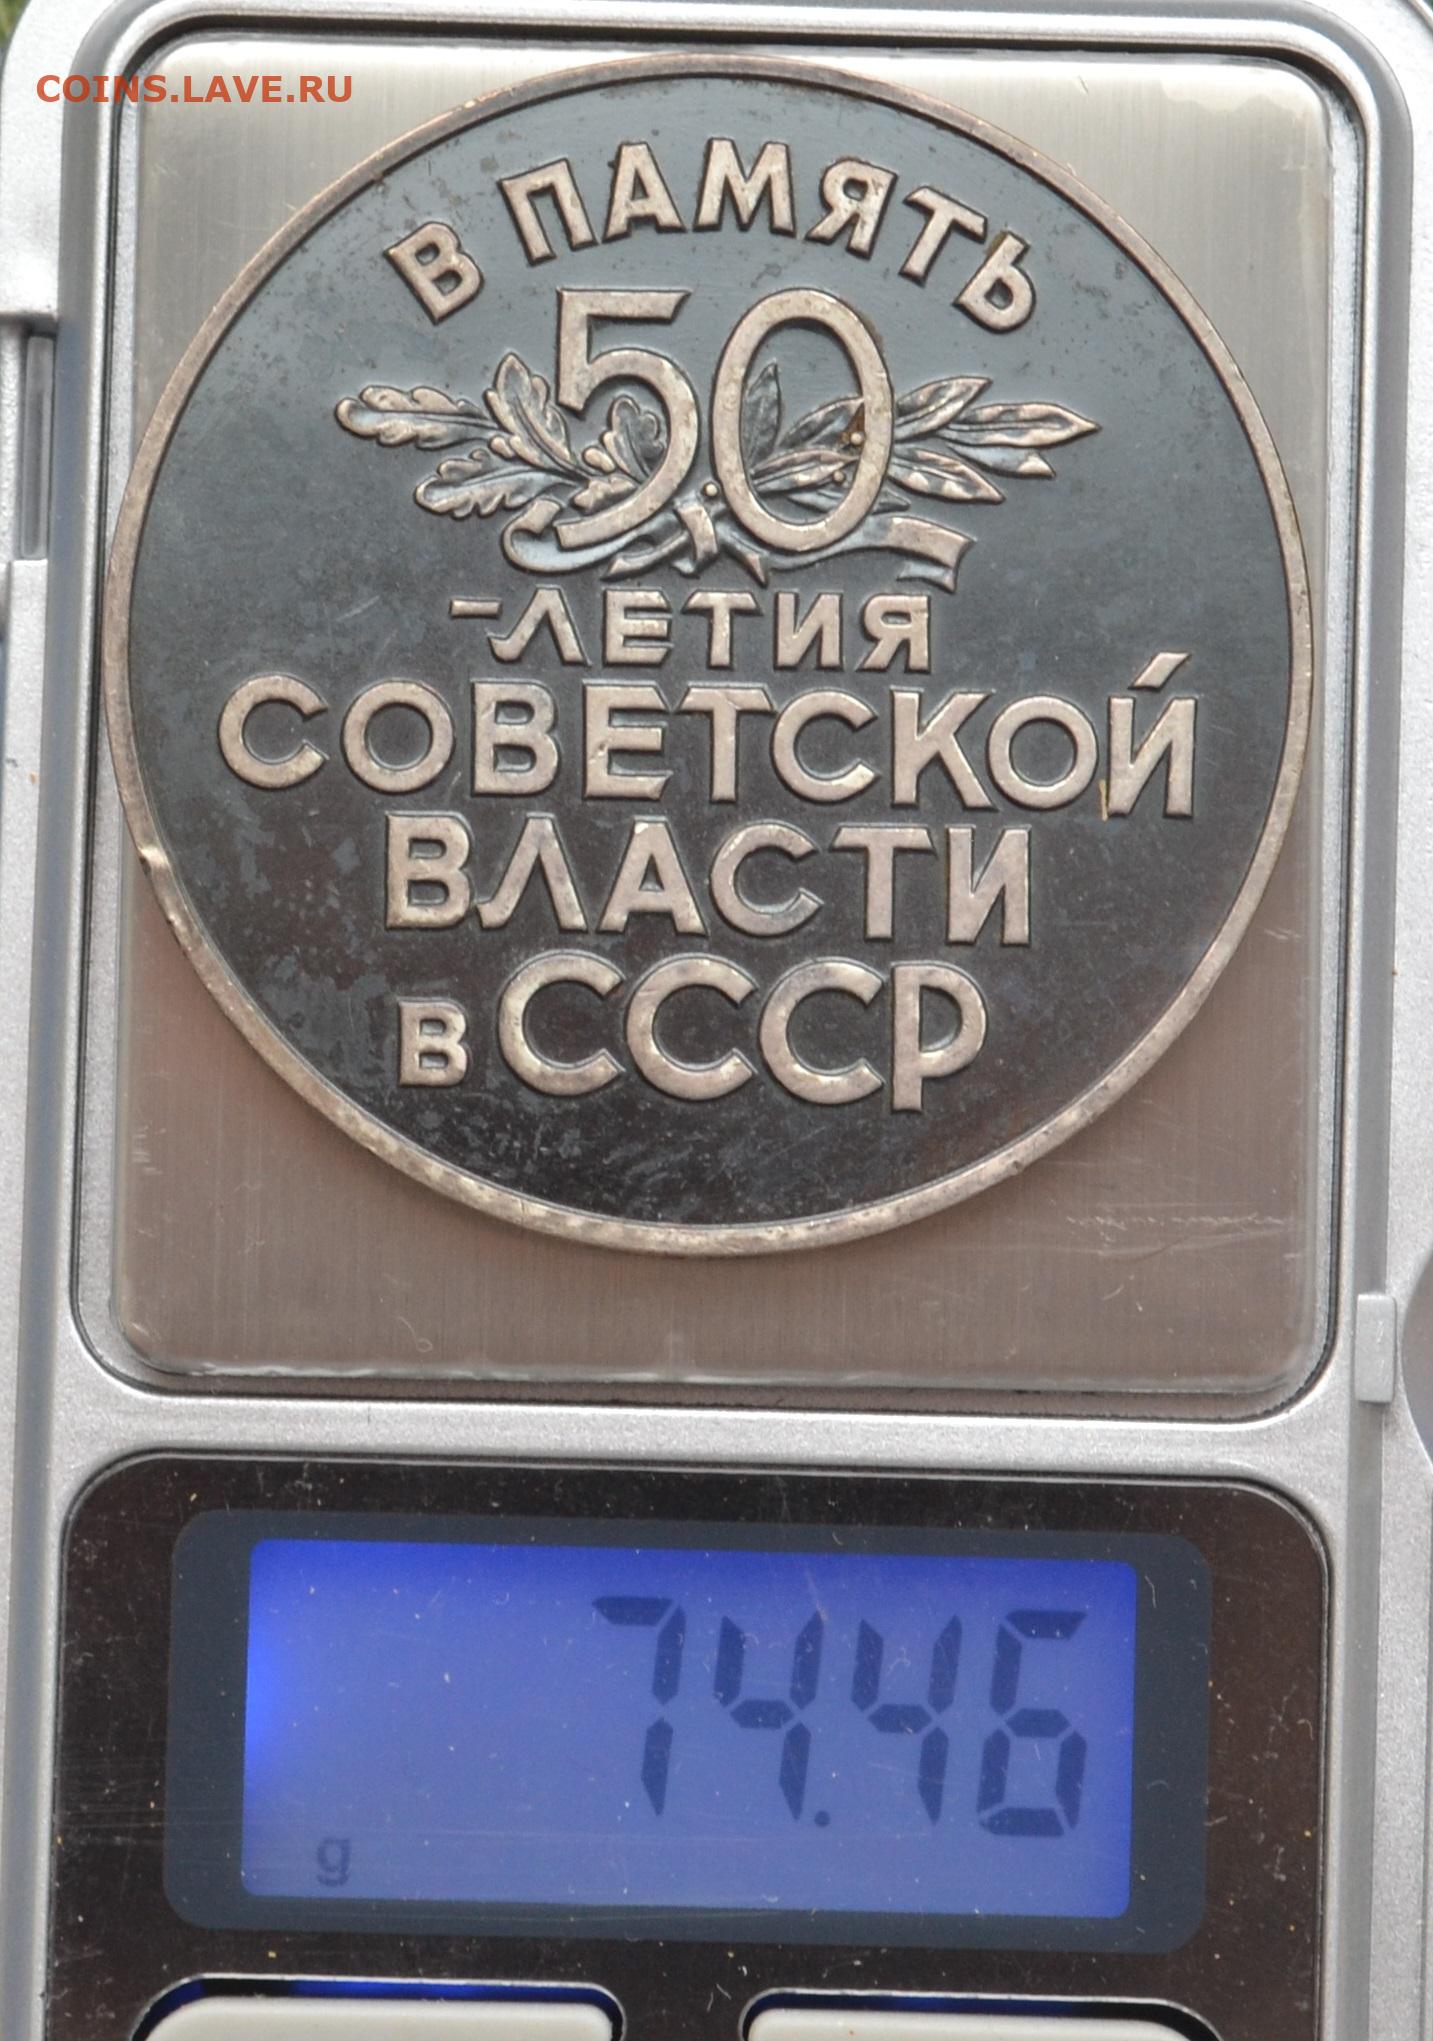 COINS.LAVE.RU
В ПАМЯТЬ
50
-ЛЕТИЯ
СОВЕТСКОЙ
ВЛАСТИ
в СССР
74.46
g